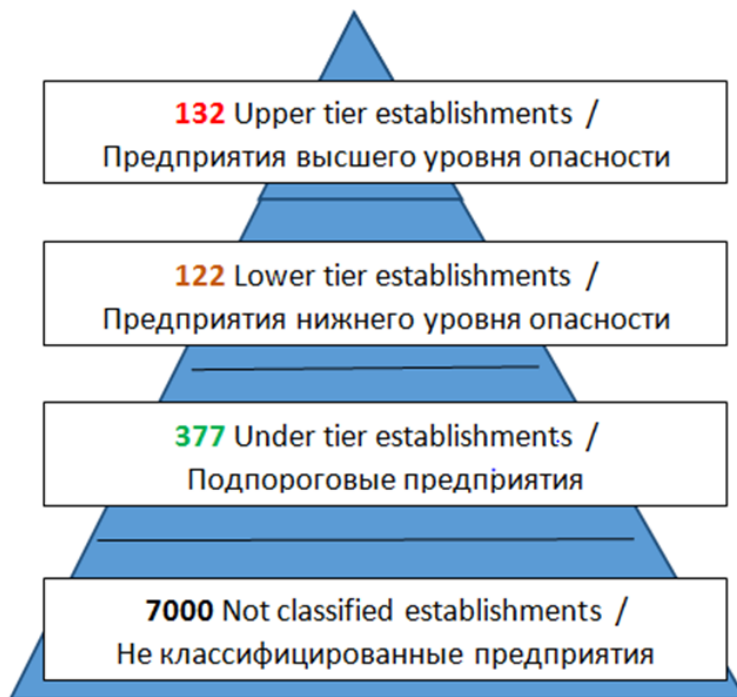 132 Upper tier establishments /
Предприятия высшего уровня опасности
122 Lower tier establishments /
Предприятия нижнего уровня опасности
377 Under tier establishments /
Подпороговые предприятия
7000 Not classified establishments /
Не классифицированные предприятия